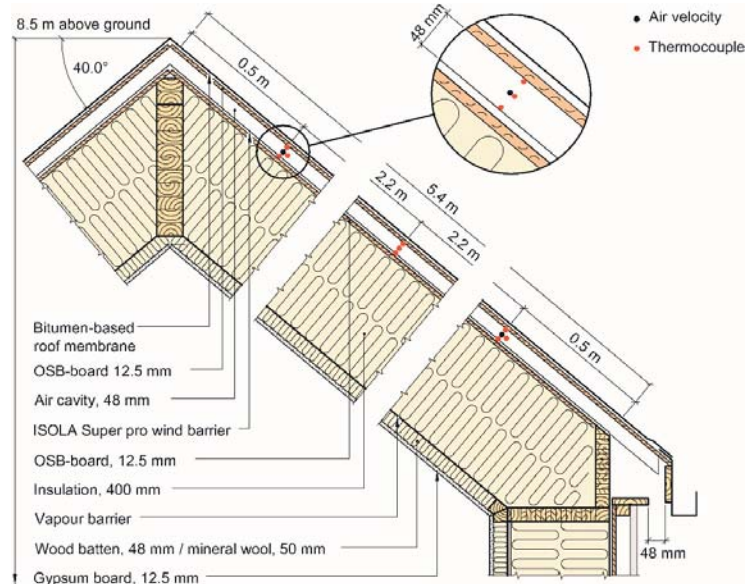 8.5 m above ground
40.0°
0.5 m
48 mm
Air velocity
Thermocouple
2.2 m
5.4 m
2.2 m
0.5 m
Bitumen-based
roof membrane
OSB-board 12.5 mm
Air cavity, 48 mm
ISOLA Super pro wind barrier
OSB-board, 12.5 mm
Insulation, 400 mm
Vapour barrier
Wood batten, 48 mm / mineral wool, 50 mm
Gypsum board, 12.5 mm
48 mm